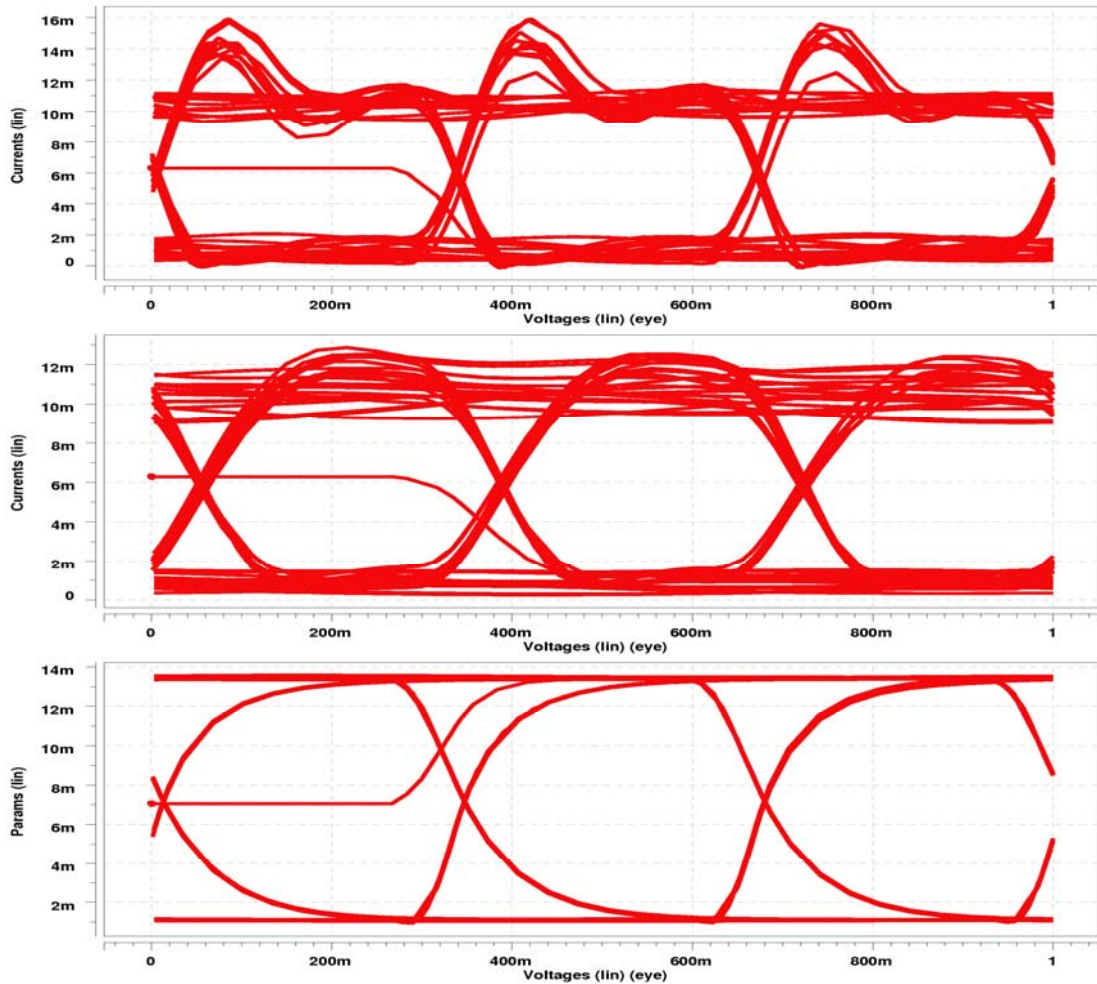 16m
14m
12m
10m
8m
6m
4m
2m
0
Currents (lin)
0 200m 400m 600m 800m 1
Voltages (lin) (eye)
12m
10m
8m
6m
4m
2m
0
Currents (lin)
0 200m 400m 600m 800m 1
Voltages (lin) (eye)
14m
12m
10m
8m
6m
4m
2m
Params (lin)
0 200m 400m 600m 800m 1
Voltages (lin) (eye)